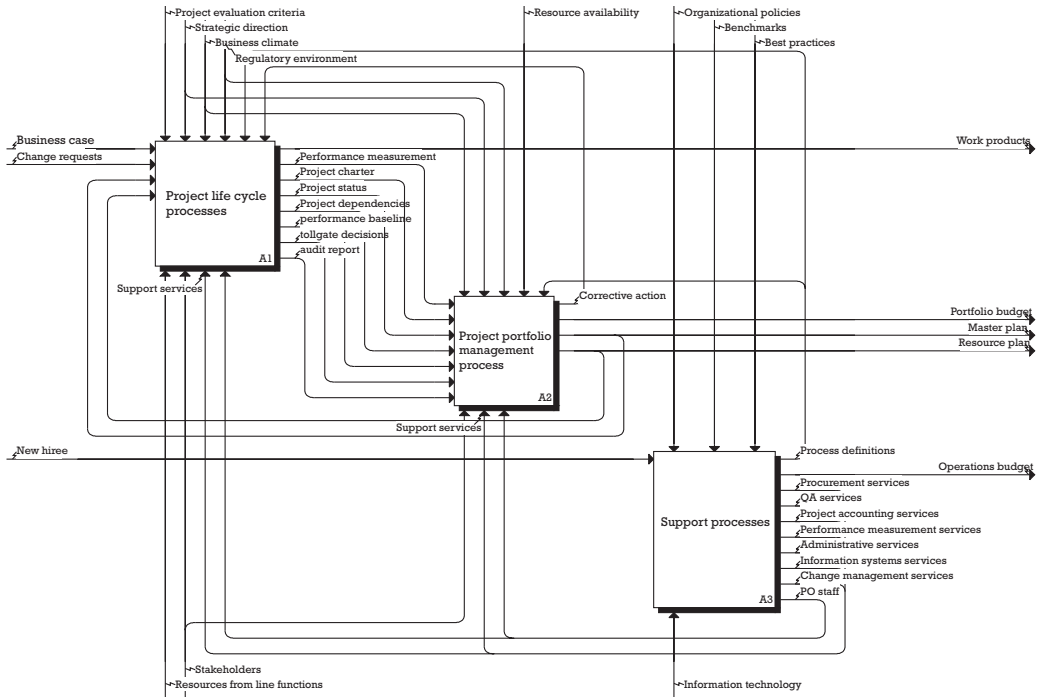 Project evaluation criteria
Strategic direction
Business climate
Regulatory environment
Resource availability
Organizational policies
Benchmarks
Best practices
Business case
Change requests
Work products
Project life cycle
processes
A1
Performance measurement
Project charter
Project status
Project dependencies
performance baseline
tollgate decisions
audit report
Support services
Corrective action
Portfolio budget
Master plan
Resource plan
Project portfolio
management
process
A2
Support services
New hiree
Process definitions
Operations budget
Support processes
A3
Procurement services
QA services
Project accounting services
Performance measurement services
Administrative services
Information systems services
Change management services
PO staff
Stakeholders
Resources from line functions
Information technology